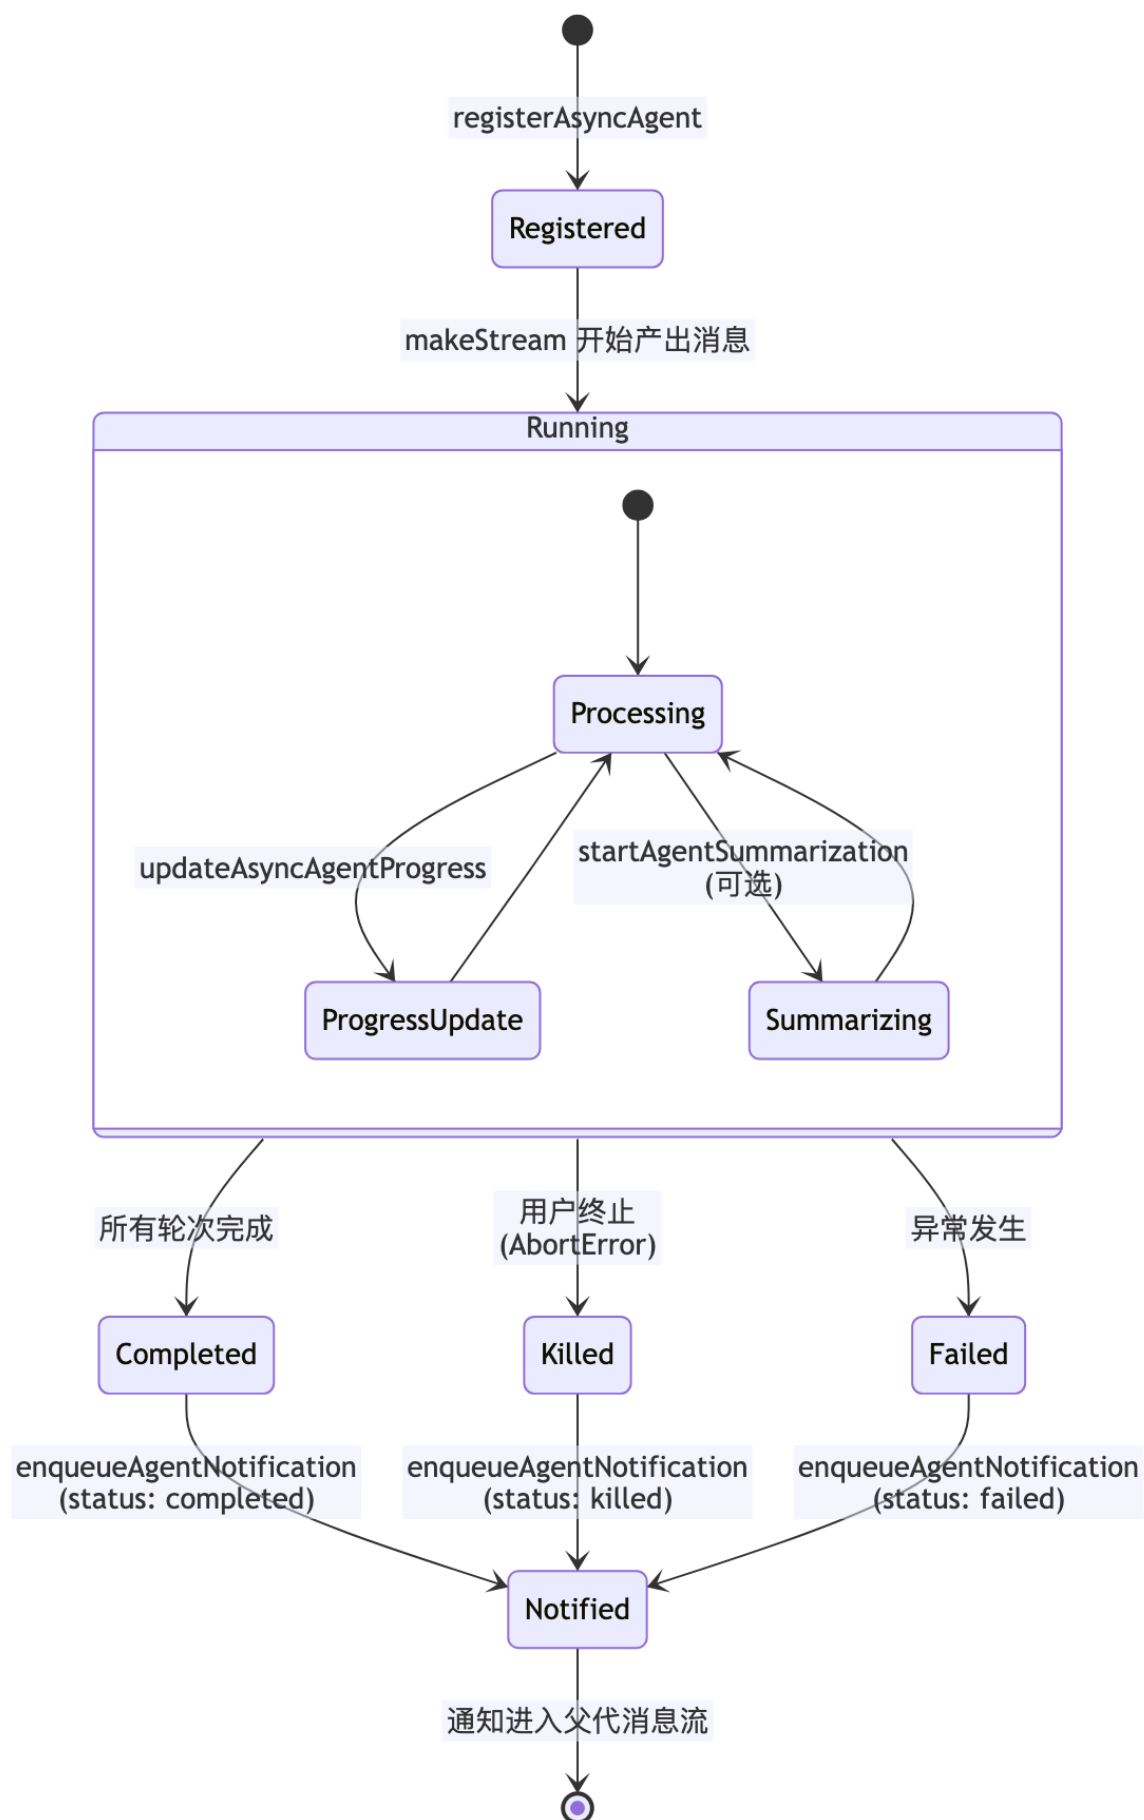 registerAsyncAgent
Registered
makeStream 开始产出消息
Running
Processing
updateAsyncAgentProgress
startAgentSummarization
(可选)
ProgressUpdate
Summarizing
所有轮次完成
用户终止
(AbortError)
异常发生
Completed
Killed
Failed
enqueueAgentNotification
(status: completed)
enqueueAgentNotification
(status: killed)
enqueueAgentNotification
(status: failed)
Notified
通知进入父代消息流